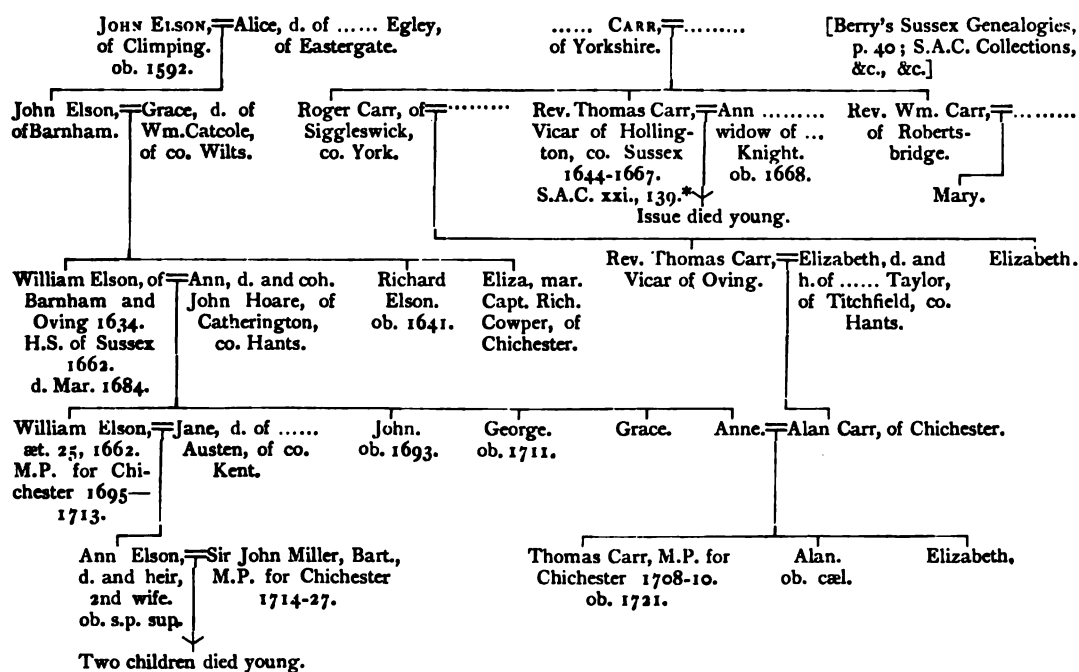 JOHN ELSON, Alice, d. of ...... Egley,
of Climping. of Eastergate.
ob. 1592.
...... CARR, .........
of Yorkshire.
[Berry's Sussex Genealogies,
p. 40; S.A.C. Collections,
&c., &c.]
John Elson, Grace, d. of
of Barnham. Wm. Catcole,
of co. Wilts.
Roger Carr, of .........
Siggleswick,
co. York.
Rev. Thomas Carr, Ann .........
Vicar of Holling- widow of ...
ton, co. Sussex Knight.
1644-1667. ob. 1668.
S.A.C. xxi., 139.*
Issue died young.
Rev. Wm. Carr, .........
of Roberts-
bridge.
Mary.
William Elson, of
Barnham and
Oving 1634.
H.S. of Sussex
1662.
d. Mar. 1684.
Ann, d. and coh.
John Hoare, of
Catherington,
co. Hants.
Richard
Elson.
ob. 1641.
Eliza, mar.
Capt. Rich.
Cowper, of
Chichester.
Rev. Thomas Carr,
Vicar of Oving.
Elizabeth, d. and
h. of ...... Taylor,
of Titchfield, co.
Hants.
Elizabeth.
William Elson,
æt. 25, 1662.
M.P. for Chi-
chester 1695—
1713.
Jane, d. of ......
Austen, of co.
Kent.
John.
ob. 1693.
George.
ob. 1711.
Grace.
Anne. Alan Carr, of Chichester.
Ann Elson,
d. and heir,
2nd wife.
ob. s.p. sup.
Sir John Miller, Bart.,
M.P. for Chichester
1714-27.
Two children died young.
Thomas Carr, M.P. for
Chichester 1708-10.
ob. 1721.
Alan.
ob. cæl.
Elizabeth.